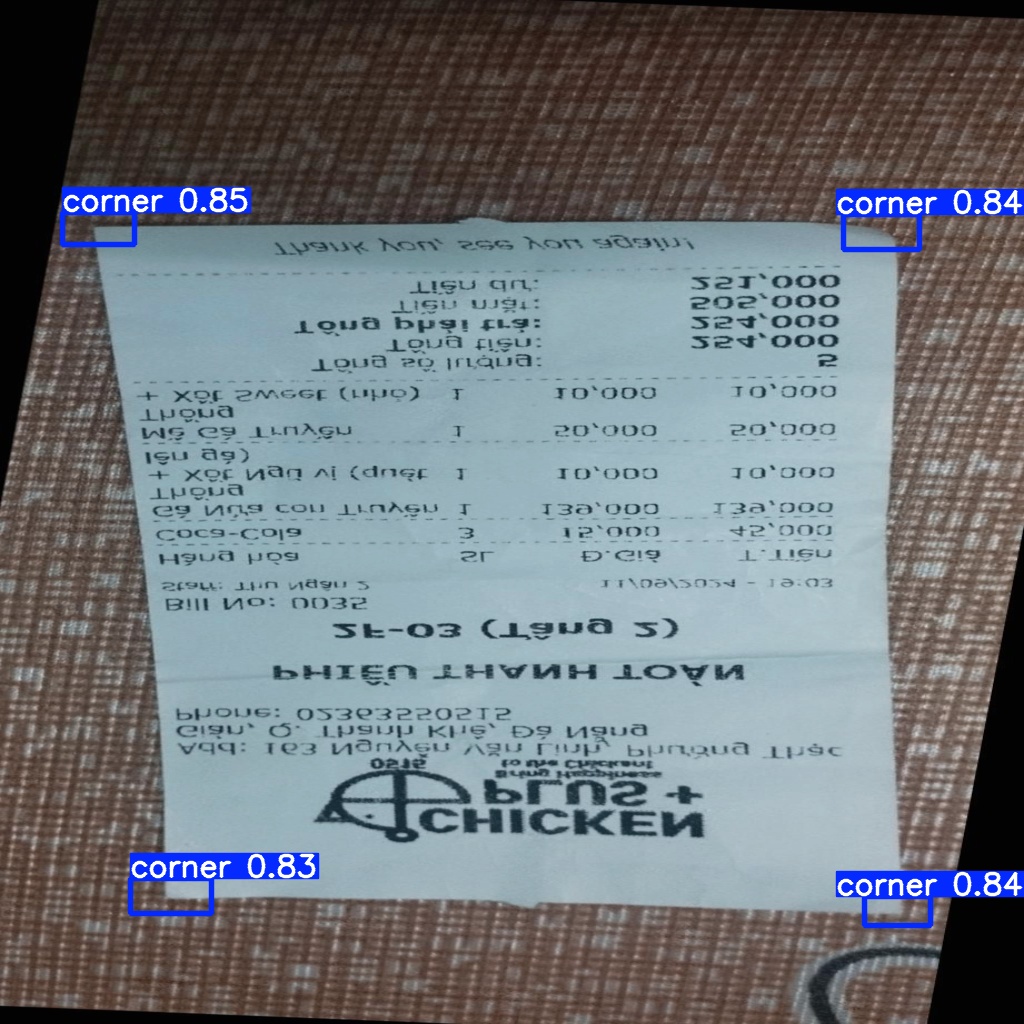 corner 0.85
corner 0.84
CHICKEN
PLUS +
Bring Happiness
Add: 163 Nguyễn Văn Linh, Phường Thạc
Gián, Q. Thanh Khê, Đà Nẵng
Phone: 02363550515
PHIẾU THANH TOÁN
2F-03 (Tầng 2)
Bill No: 0035
Staff: Thu Ngân 2 11/09/2024 - 19:03
Hàng hóa SL Đ.Giá T.Tiền
Coca-Cola 3 15,000 45,000
Gà Nửa con Truyền 1 139,000 139,000
Thống
+ Xốt Ngũ vị (quét 1 10,000 10,000
lên gà)
Mẻ Gà Truyền 1 50,000 50,000
Thống
+ Xốt Sweet (nhỏ) 1 10,000 10,000
Tổng số lượng: 5
Tổng tiền: 254,000
Tổng phải trả: 254,000
Tiền mặt: 505,000
Tiền dư: 251,000
Thank you, see you again!
corner 0.83
corner 0.84